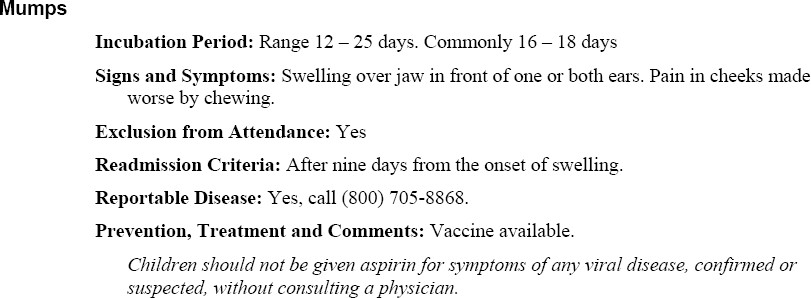 Mumps
Incubation Period: Range 12 – 25 days. Commonly 16 – 18 days
Signs and Symptoms: Swelling over jaw in front of one or both ears. Pain in cheeks made
worse by chewing.
Exclusion from Attendance: Yes
Readmission Criteria: After nine days from the onset of swelling.
Reportable Disease: Yes, call (800) 705-8868.
Prevention, Treatment and Comments: Vaccine available.
Children should not be given aspirin for symptoms of any viral disease, confirmed or
suspected, without consulting a physician.